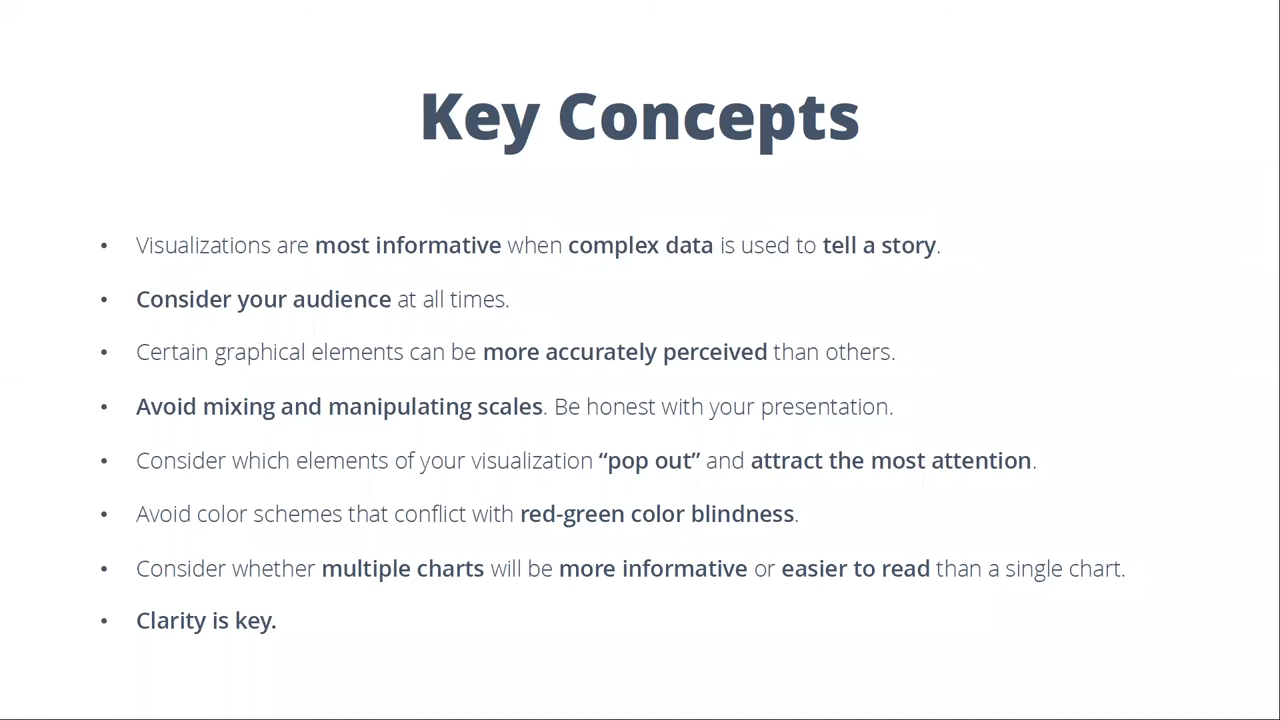 Key Concepts
• Visualizations are most informative when complex data is used to tell a story.
• Consider your audience at all times.
• Certain graphical elements can be more accurately perceived than others.
• Avoid mixing and manipulating scales. Be honest with your presentation.
• Consider which elements of your visualization “pop out” and attract the most attention.
• Avoid color schemes that conflict with red-green color blindness.
• Consider whether multiple charts will be more informative or easier to read than a single chart.
• Clarity is key.